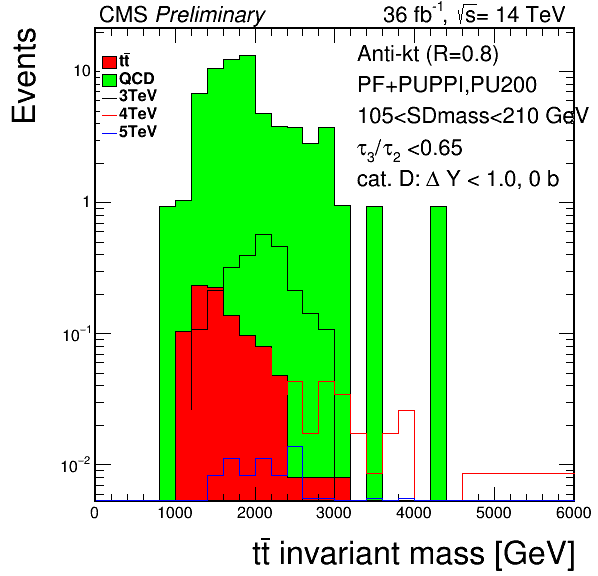 CMS Preliminary 36 fb⁻¹, √s= 14 TeV
Events
tt̄
QCD
3TeV
4TeV
5TeV
Anti-kt (R=0.8)
PF+PUPPI,PU200
105<SDmass<210 GeV
τ₃/τ₂ <0.65
cat. D: Δ Y < 1.0, 0 b
10
1
10⁻¹
10⁻²
0 1000 2000 3000 4000 5000 6000
tt̄ invariant mass [GeV]